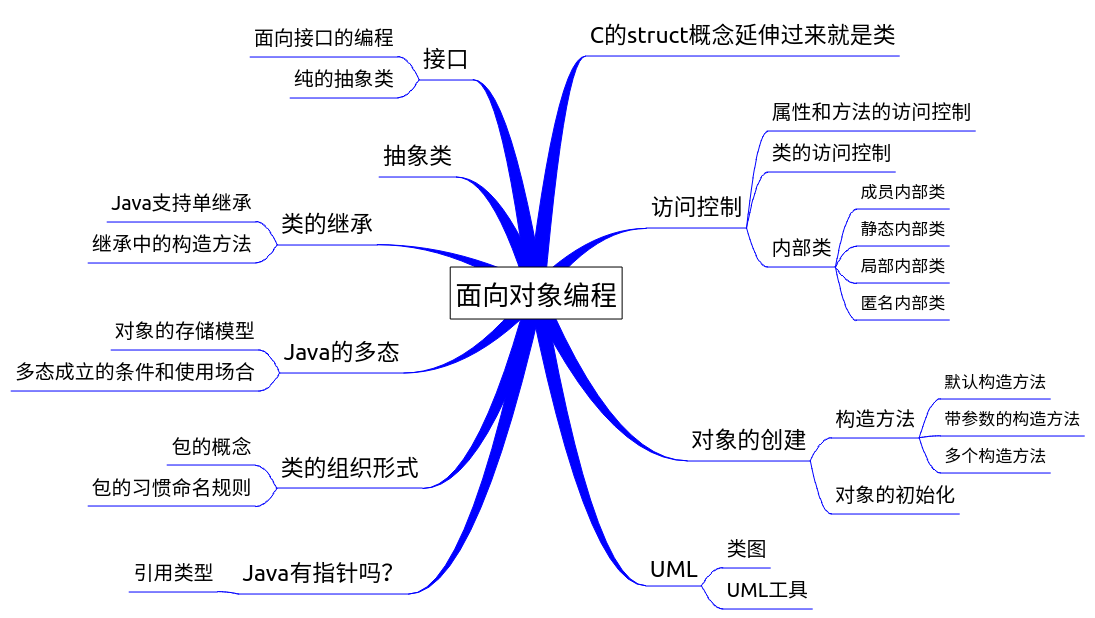 面向对象编程
C的struct概念延伸过来就是类
访问控制
属性和方法的访问控制
类的访问控制
内部类
成员内部类
静态内部类
局部内部类
匿名内部类
对象的创建
构造方法
默认构造方法
带参数的构造方法
多个构造方法
对象的初始化
UML
类图
UML工具
接口
面向接口的编程
纯的抽象类
抽象类
类的继承
Java支持单继承
继承中的构造方法
Java的多态
对象的存储模型
多态成立的条件和使用场合
类的组织形式
包的概念
包的习惯命名规则
Java有指针吗?
引用类型